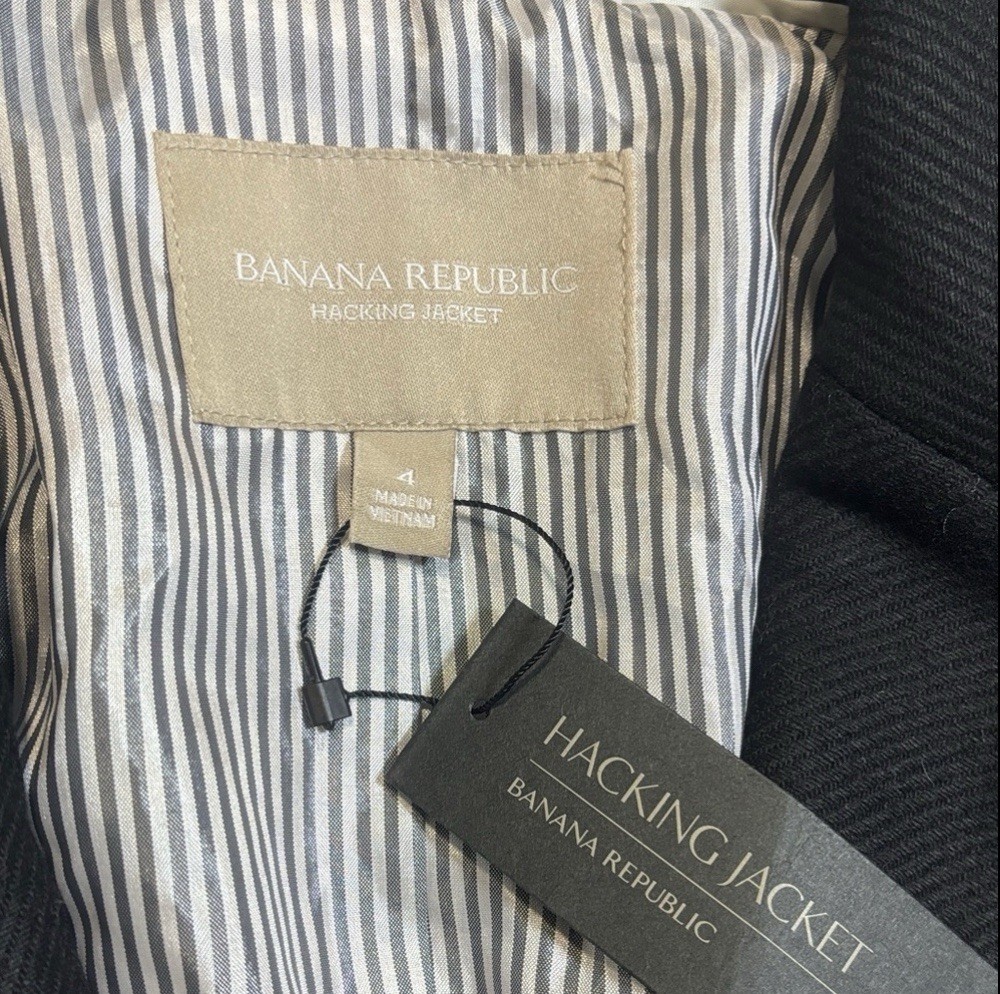 BANANA REPUBLIC
HACKING JACKET
4
MADE IN
VIETNAM
HACKING JACKET
BANANA REPUBLIC